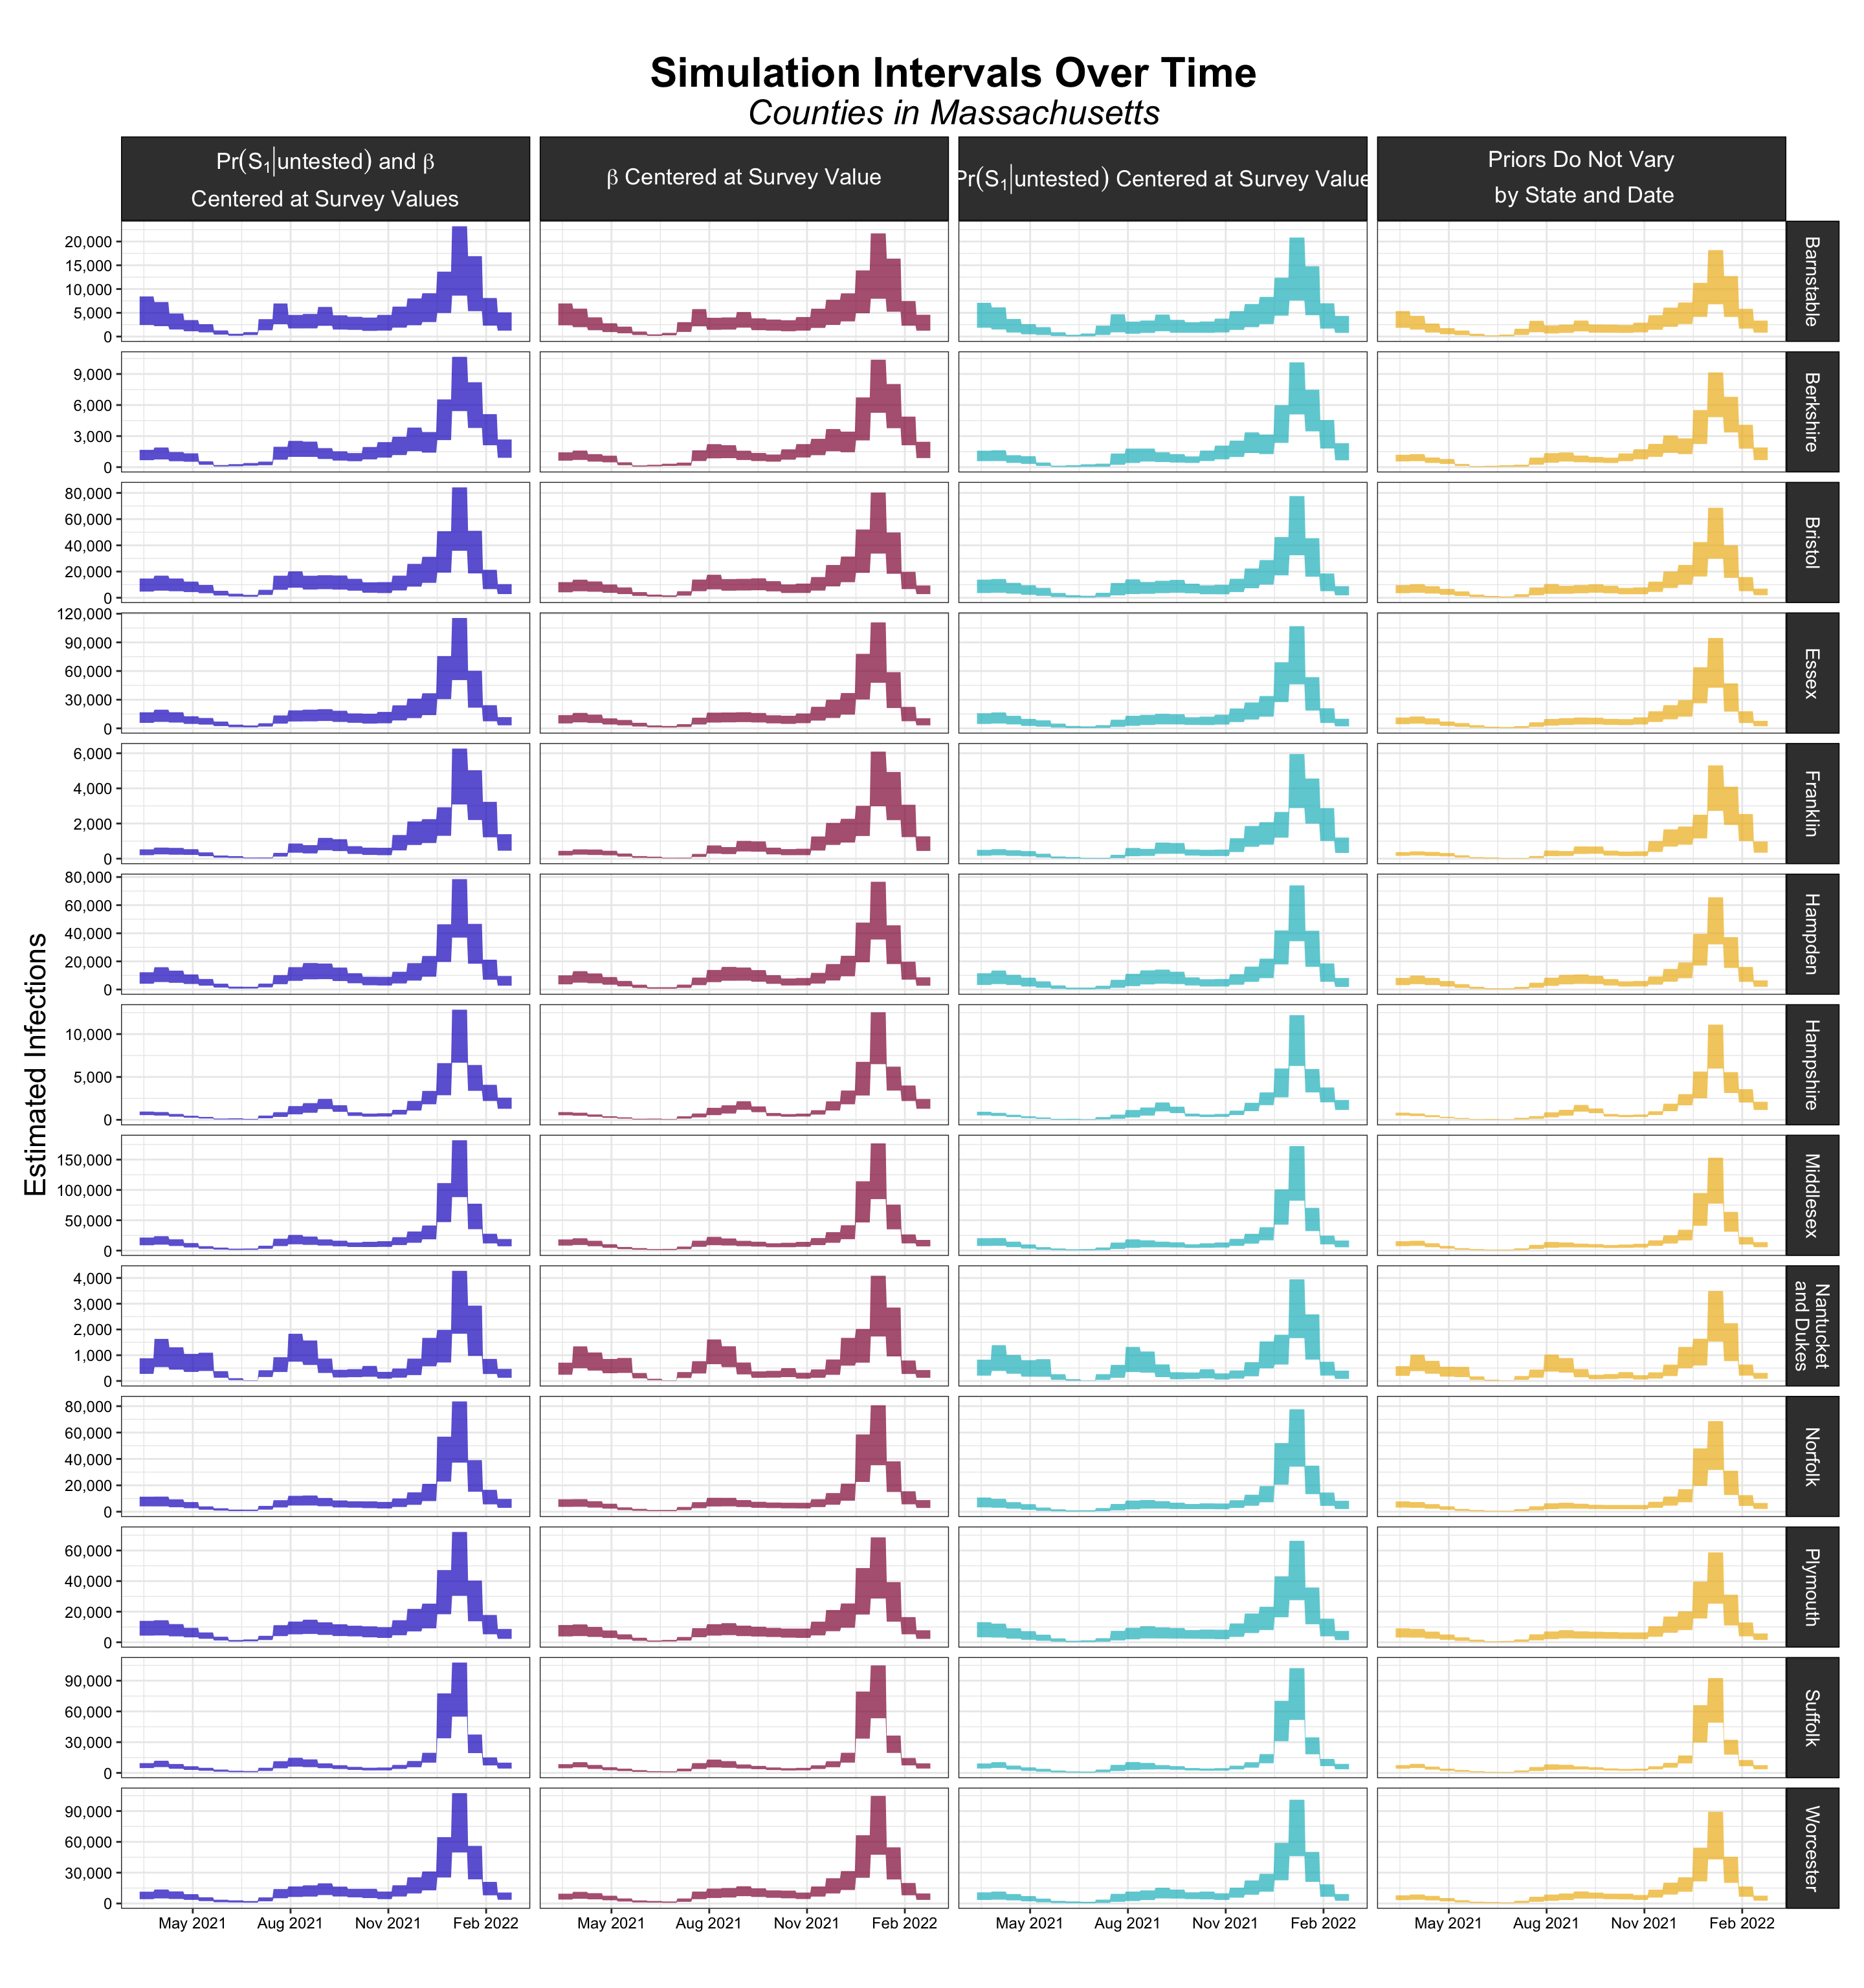 Simulation Intervals Over Time
Counties in Massachusetts
Pr(S₁|untested) and β
Centered at Survey Values
β Centered at Survey Value
Pr(S₁|untested) Centered at Survey Value
Priors Do Not Vary
by State and Date
Estimated Infections
20,000
15,000
10,000
5,000
0
Barnstable
9,000
6,000
3,000
0
Berkshire
80,000
60,000
40,000
20,000
0
Bristol
120,000
90,000
60,000
30,000
0
Essex
6,000
4,000
2,000
0
Franklin
80,000
60,000
40,000
20,000
0
Hampden
10,000
5,000
0
Hampshire
150,000
100,000
50,000
0
Middlesex
4,000
3,000
2,000
1,000
0
Nantucket
and Dukes
80,000
60,000
40,000
20,000
0
Norfolk
60,000
40,000
20,000
0
Plymouth
90,000
60,000
30,000
0
Suffolk
90,000
60,000
30,000
0
Worcester
May 2021 Aug 2021 Nov 2021 Feb 2022
May 2021 Aug 2021 Nov 2021 Feb 2022
May 2021 Aug 2021 Nov 2021 Feb 2022
May 2021 Aug 2021 Nov 2021 Feb 2022